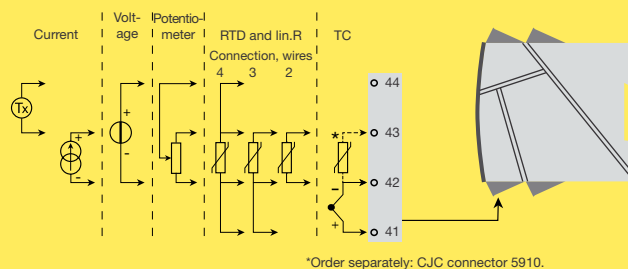 Current
Volt-
age
Potentio-
meter
RTD and lin.R
Connection, wires
4 3 2
TC
Tx
+
-
+
-
*
-
+
44
43
42
41
*Order separately: CJC connector 5910.